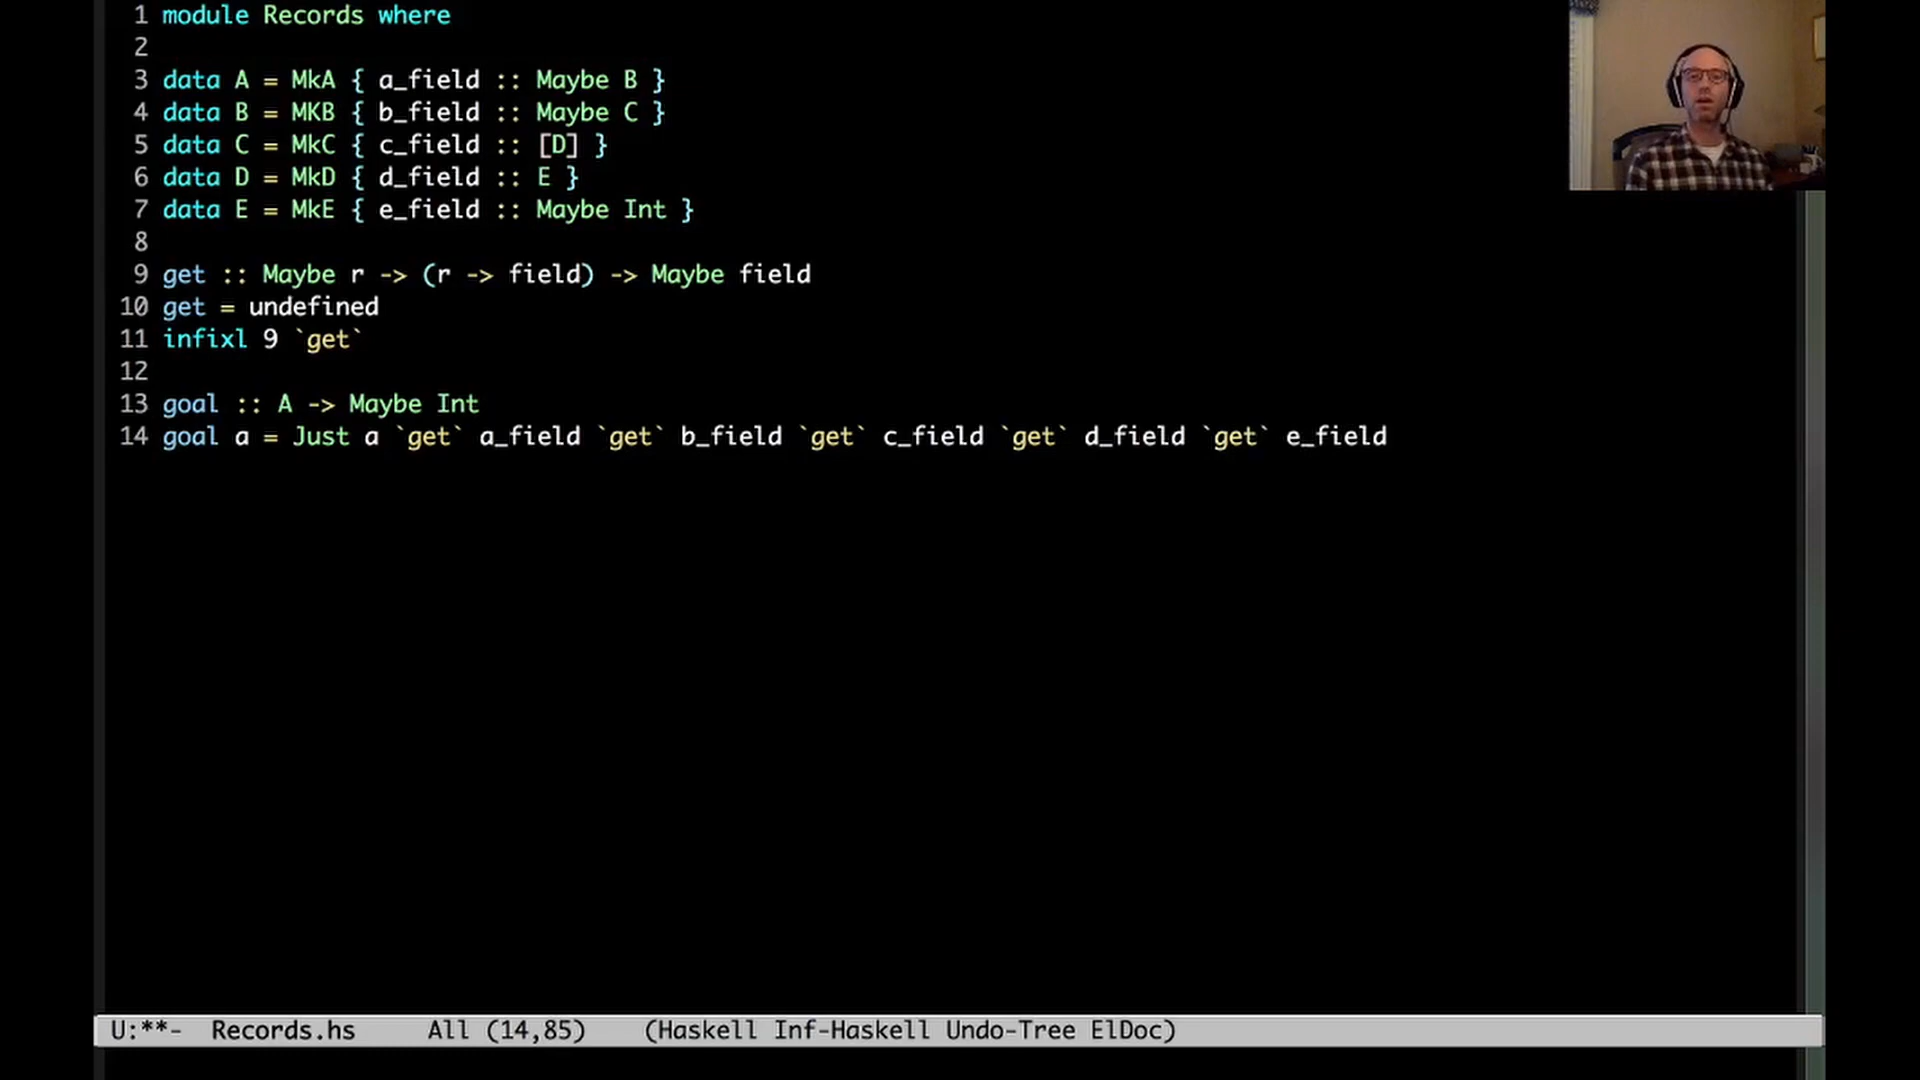 1 module Records where
2
3 data A = MkA { a_field :: Maybe B }
4 data B = MKB { b_field :: Maybe C }
5 data C = MkC { c_field :: [D] }
6 data D = MkD { d_field :: E }
7 data E = MkE { e_field :: Maybe Int }
8
9 get :: Maybe r -> (r -> field) -> Maybe field
10 get = undefined
11 infixl 9 `get`
12
13 goal :: A -> Maybe Int
14 goal a = Just a `get` a_field `get` b_field `get` c_field `get` d_field `get` e_field
U:**- Records.hs All (14,85) (Haskell Inf-Haskell Undo-Tree ElDoc)